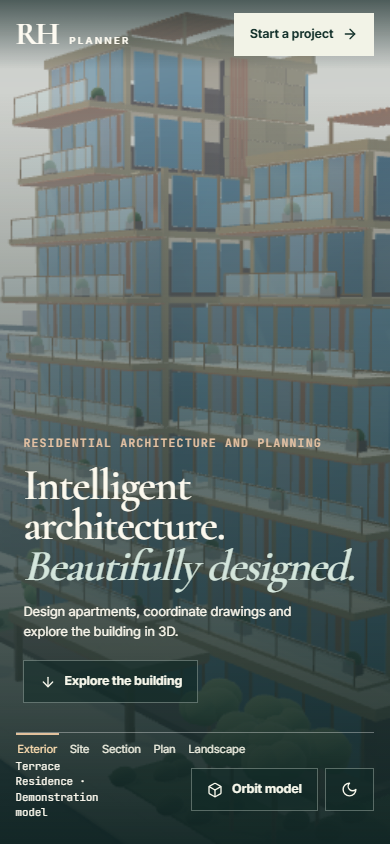 RH PLANNER
Start a project
RESIDENTIAL ARCHITECTURE AND PLANNING
Intelligent
architecture.
Beautifully designed.
Design apartments, coordinate drawings and
explore the building in 3D.
Explore the building
Exterior Site Section Plan Landscape
Terrace
Residence ·
Demonstration
model
Orbit model